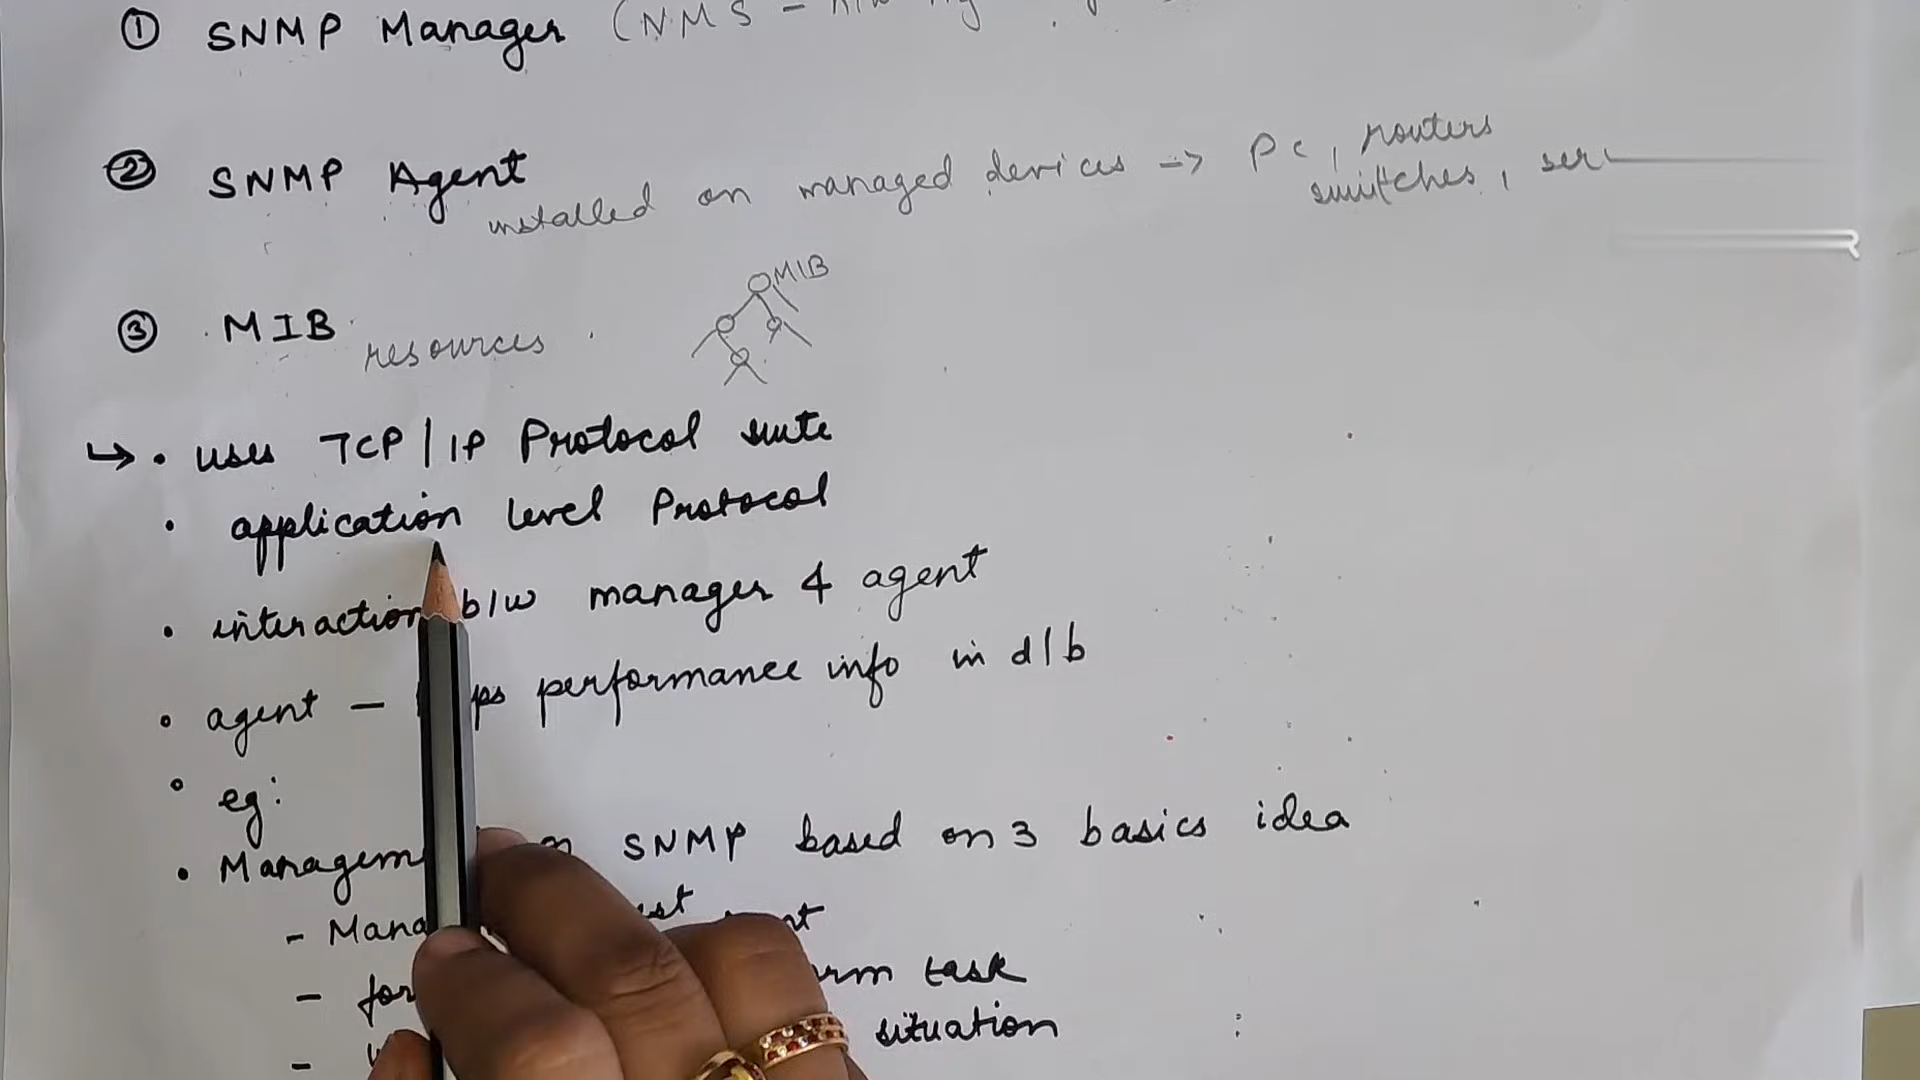 ① SNMP Manager (NMS -
② SNMP Agent
installed on managed devices -> PC, routers
switches, ser
MIB
③ MIB resources
↳ • uses TCP/IP Protocol suite
• application level Protocol
• interaction b/w manager & agent
• agent - performance info in d/b
• eg:
• SNMP based on 3 basics idea
-
- task
- situation